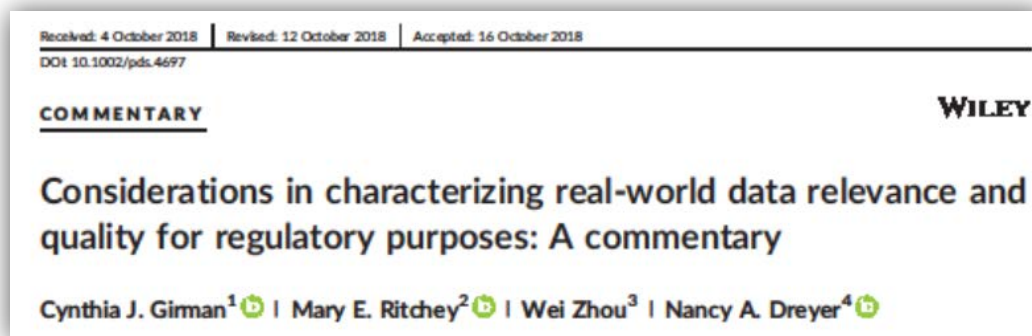 Received: 4 October 2018 | Revised: 12 October 2018 | Accepted: 16 October 2018
DOI: 10.1002/pds.4697
COMMENTARY
WILEY
Considerations in characterizing real-world data relevance and
quality for regulatory purposes: A commentary
Cynthia J. Girman1 | Mary E. Ritchey2 | Wei Zhou3 | Nancy A. Dreyer4